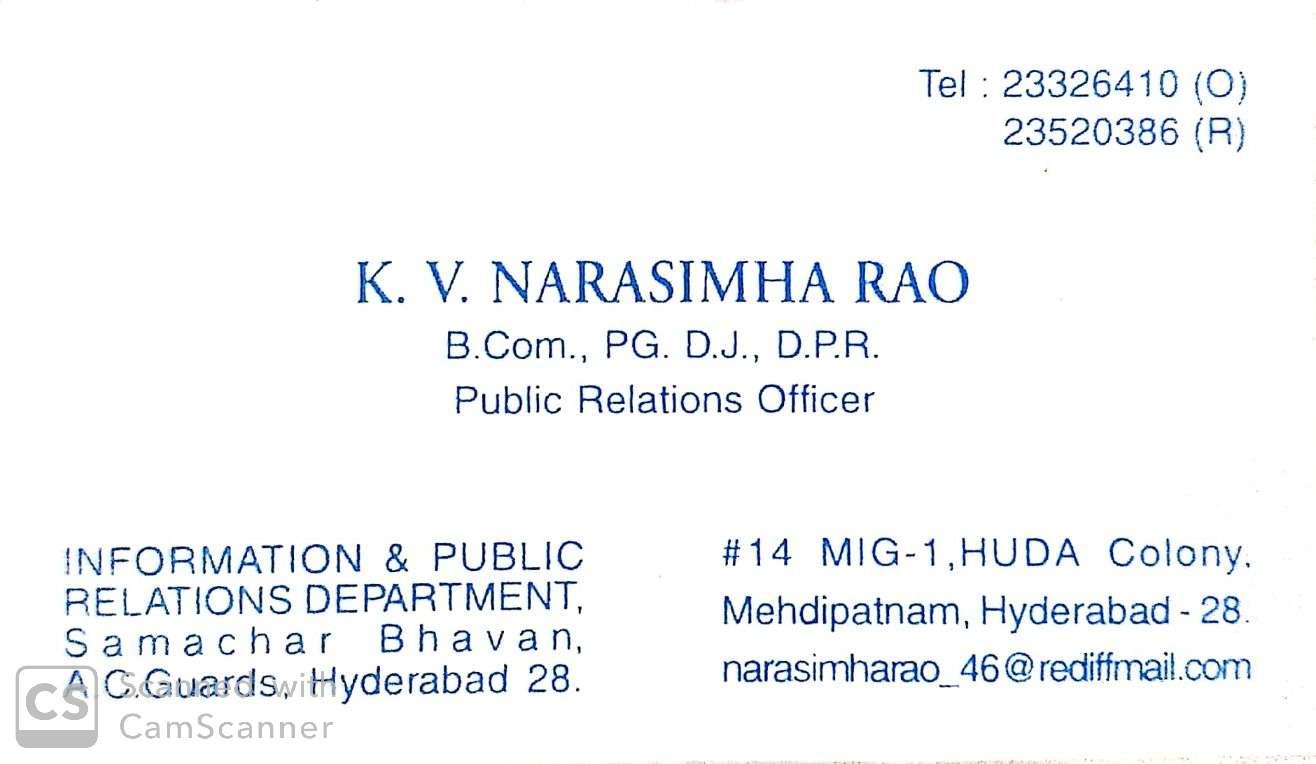 Tel : 23326410 (O)
23520386 (R)
K. V. NARASIMHA RAO
B.Com., PG. D.J., D.P.R.
Public Relations Officer
INFORMATION & PUBLIC
RELATIONS DEPARTMENT,
Samachar Bhavan,
A.C.Guards, Hyderabad 28.
#14 MIG-1,HUDA Colony.
Mehdipatnam, Hyderabad - 28.
narasimharao_46@rediffmail.com
CS Scanned with
CamScanner